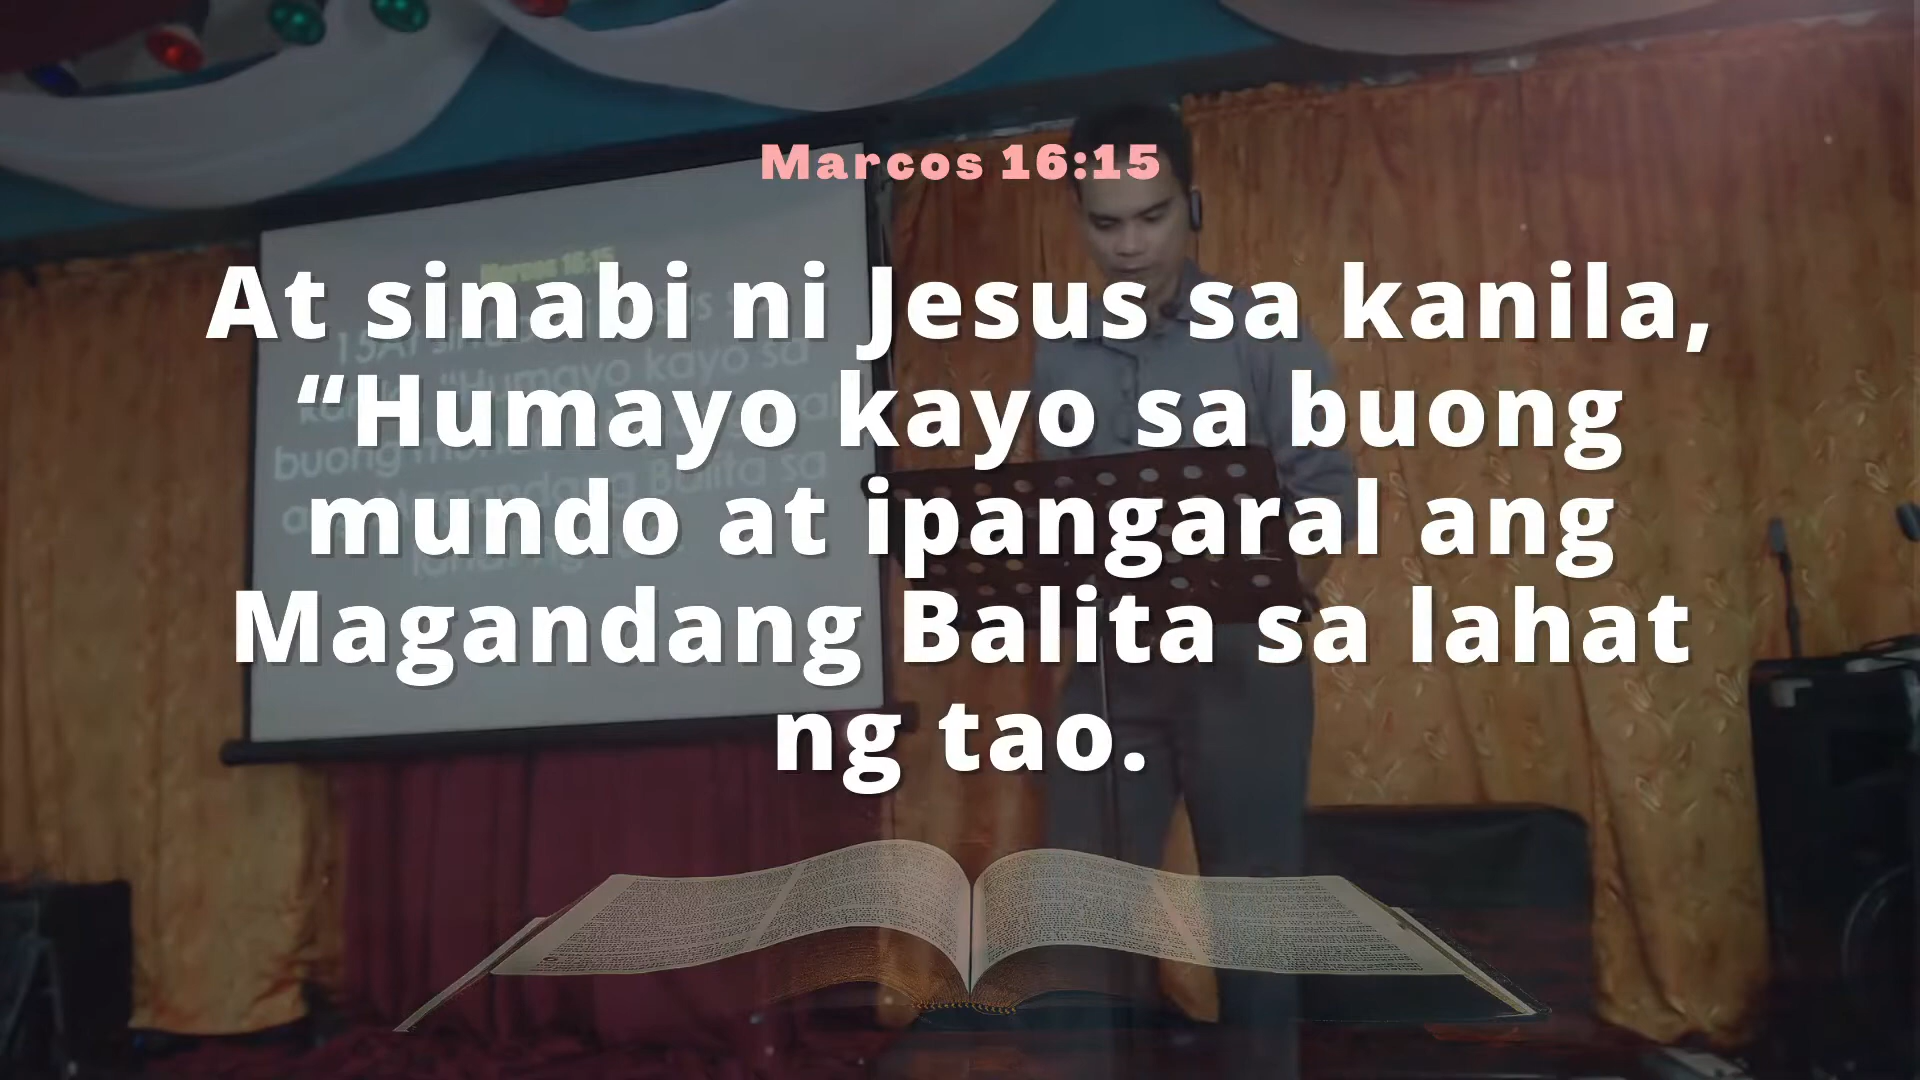 Marcos 16:15
At sinabi ni Jesus sa kanila,
“Humayo kayo sa buong
mundo at ipangaral ang
Magandang Balita sa lahat
ng tao.